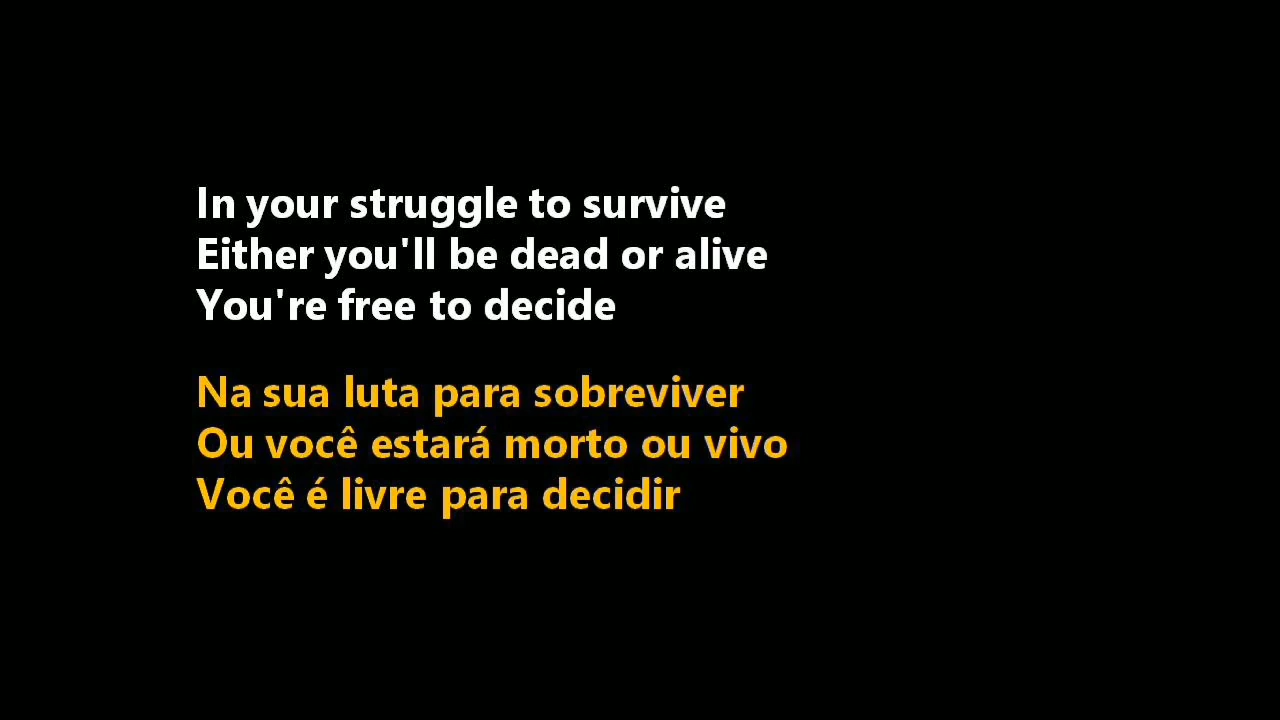 In your struggle to survive
Either you'll be dead or alive
You're free to decide
Na sua luta para sobreviver
Ou você estará morto ou vivo
Você é livre para decidir